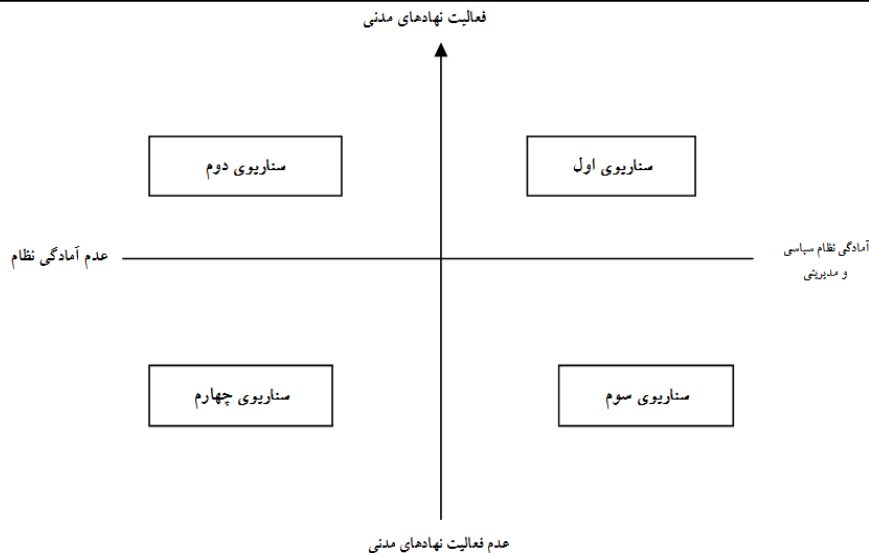 فعالیت نهادهای مدنی
سناریوی اول
سناریوی دوم
آمادگی نظام سیاسی
و مدیریتی
عدم آمادگی نظام
سناریوی سوم
سناریوی چهارم
عدم فعالیت نهادهای مدنی